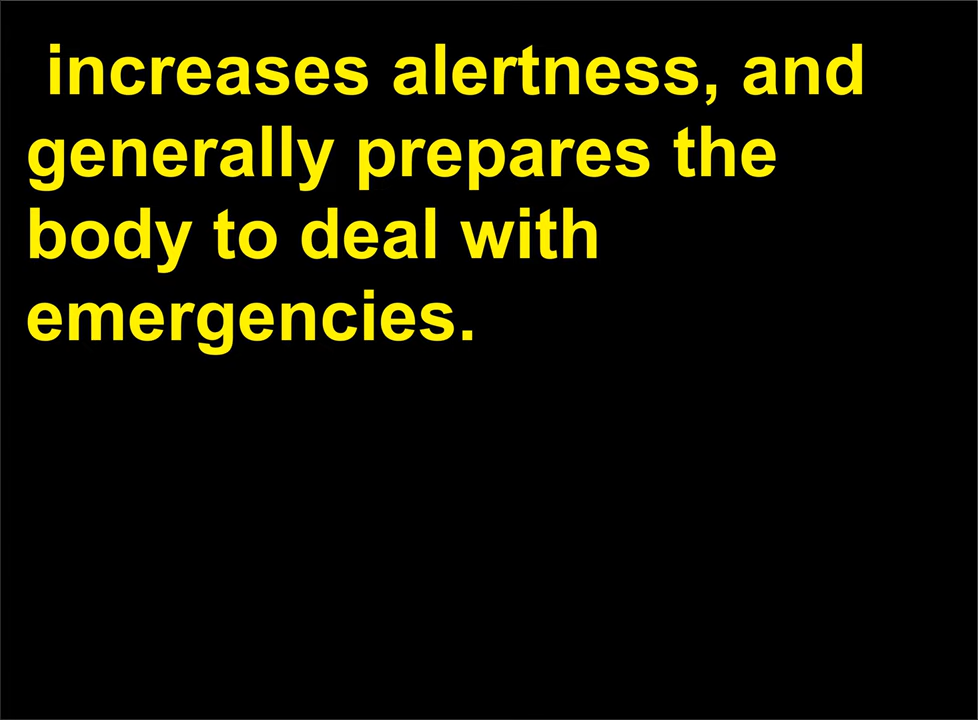 increases alertness, and
generally prepares the
body to deal with
emergencies.